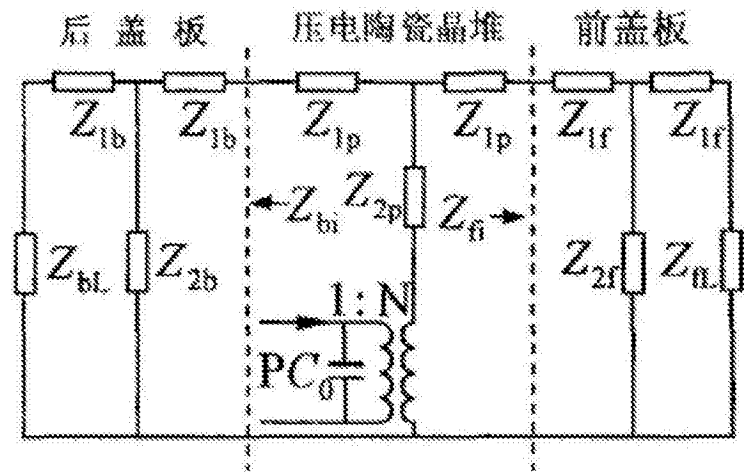 后盖板 压电陶瓷晶堆 前盖板
Z1b Z1b Z1p Z1p Z1f Z1f
ZbL Z2b Zbi Z2p Zfi Z2f ZfL
1:N
PC0